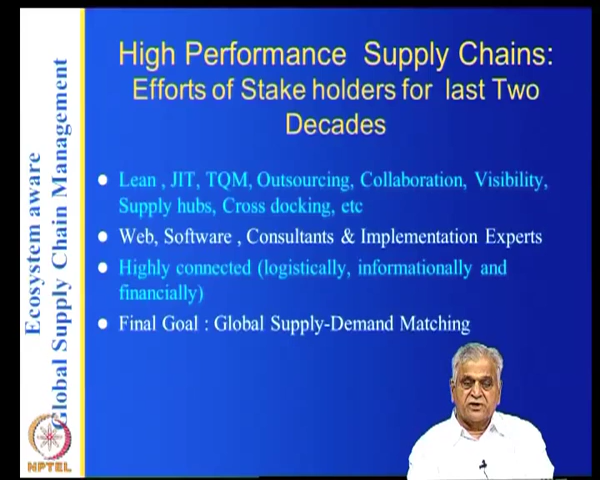 High Performance Supply Chains:
Efforts of Stake holders for last Two
Decades
Lean , JIT, TQM, Outsourcing, Collaboration, Visibility,
Supply hubs, Cross docking, etc
Web, Software , Consultants & Implementation Experts
Highly connected (logistically, informationally and
financially)
Final Goal : Global Supply-Demand Matching
Ecosystem aware
Global Supply Chain Management
NPTEL